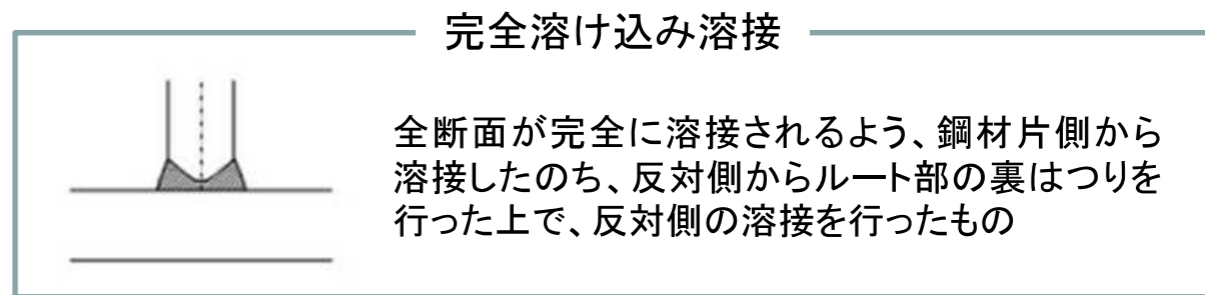 完全溶け込み溶接
全断面が完全に溶接されるよう、鋼材片側から
溶接したのち、反対側からルート部の裏はつりを
行った上で、反対側の溶接を行ったもの